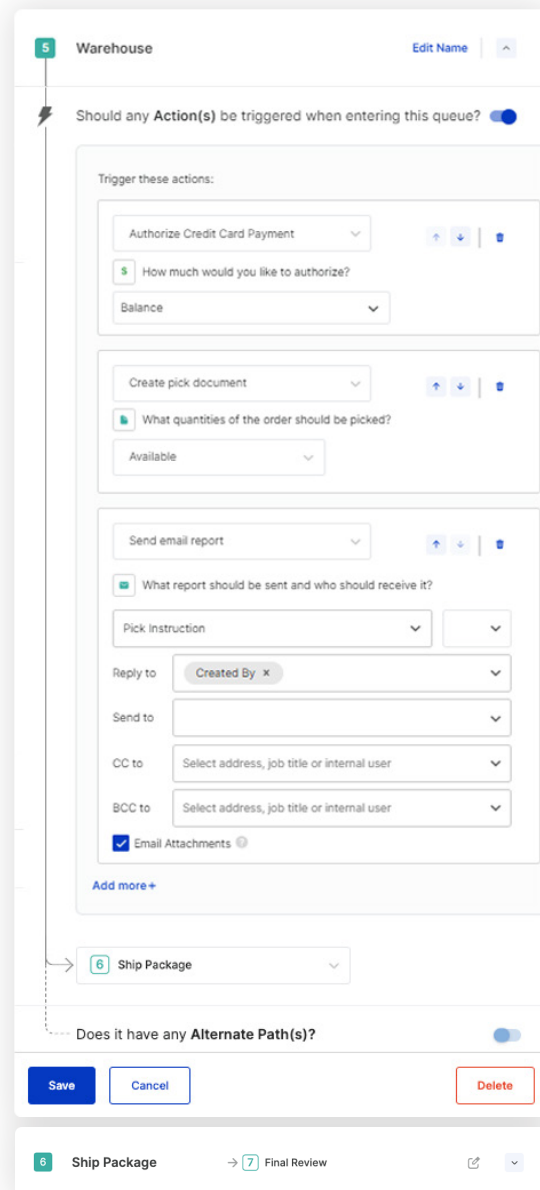 5 Warehouse Edit Name
Should any Action(s) be triggered when entering this queue?
Trigger these actions:
Authorize Credit Card Payment
$ How much would you like to authorize?
Balance
Create pick document
What quantities of the order should be picked?
Available
Send email report
What report should be sent and who should receive it?
Pick Instruction
Reply to Created By ×
Send to
CC to Select address, job title or internal user
BCC to Select address, job title or internal user
Email Attachments ?
Add more+
6 Ship Package
Does it have any Alternate Path(s)?
Save Cancel Delete
6 Ship Package → 7 Final Review